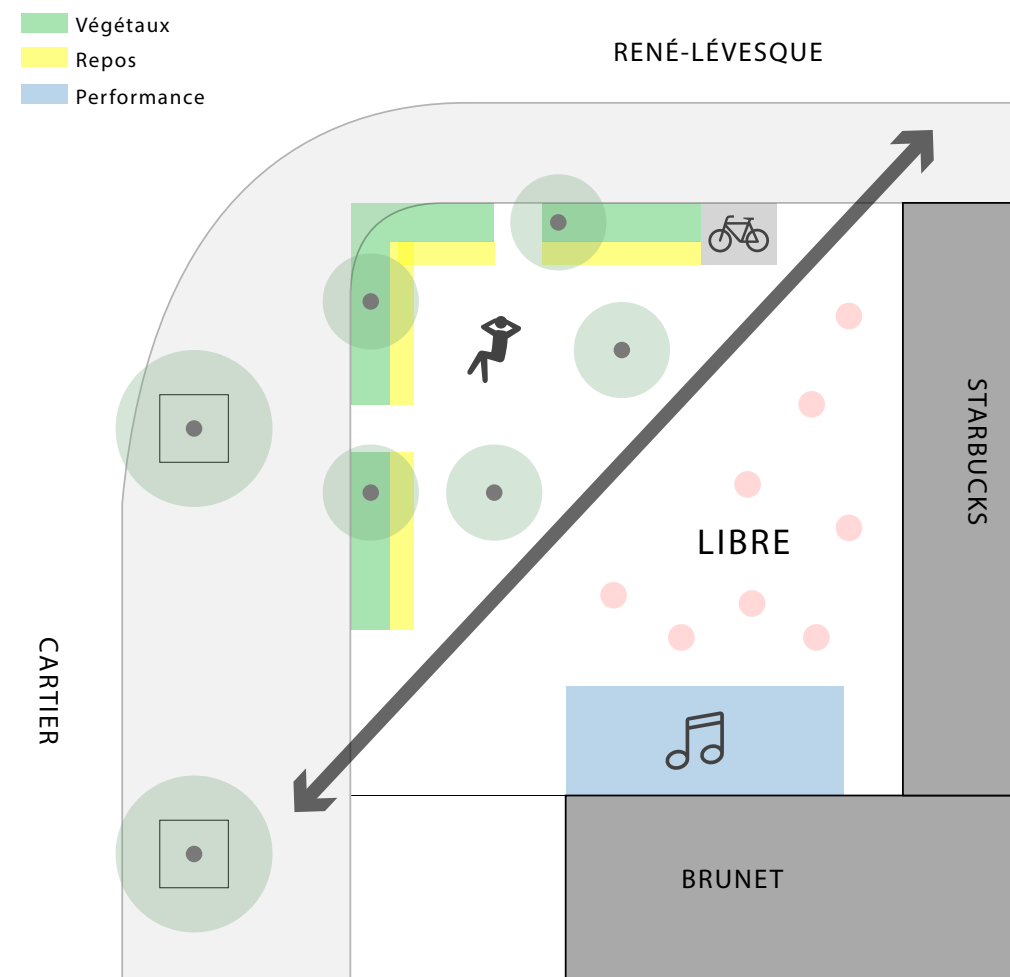 Végétaux
Repos
Performance
RENÉ-LÉVESQUE
STARBUCKS
LIBRE
CARTIER
BRUNET